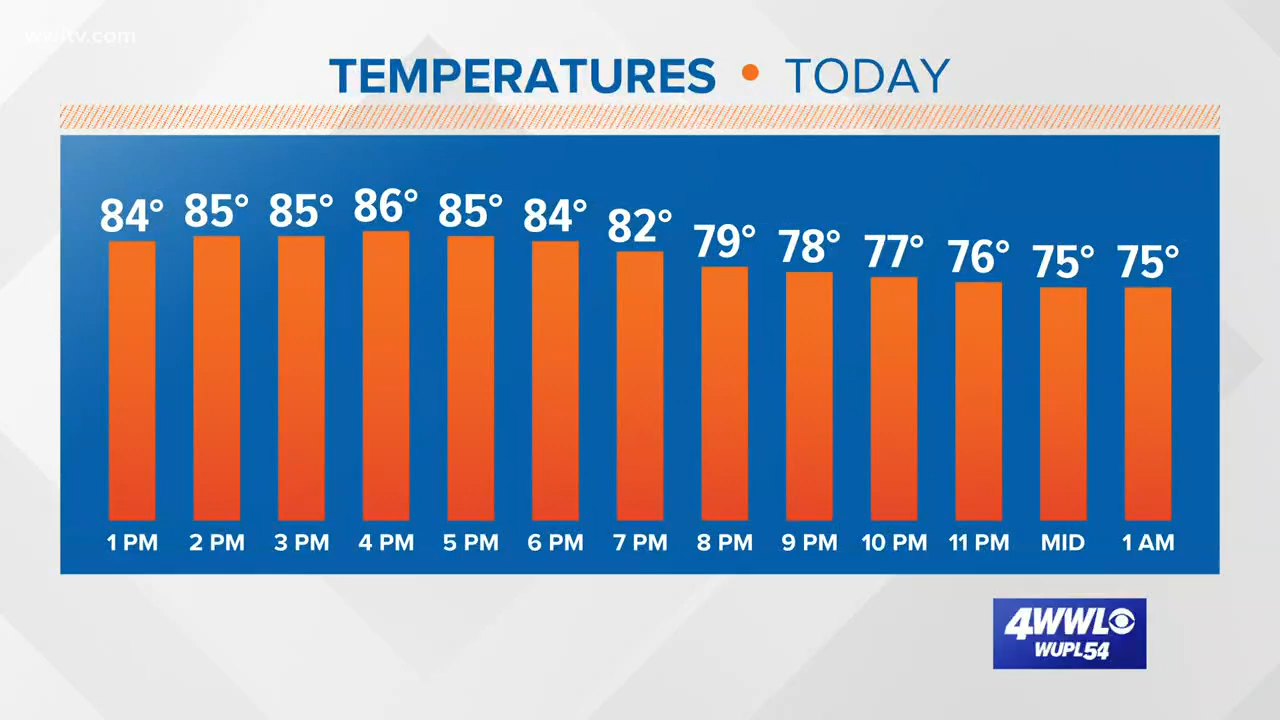 wwltv.com
TEMPERATURES • TODAY
84° 85° 85° 86° 85° 84° 82° 79° 78° 77° 76° 75° 75°
1 PM 2 PM 3 PM 4 PM 5 PM 6 PM 7 PM 8 PM 9 PM 10 PM 11 PM MID 1 AM
4WWL
WUPL54